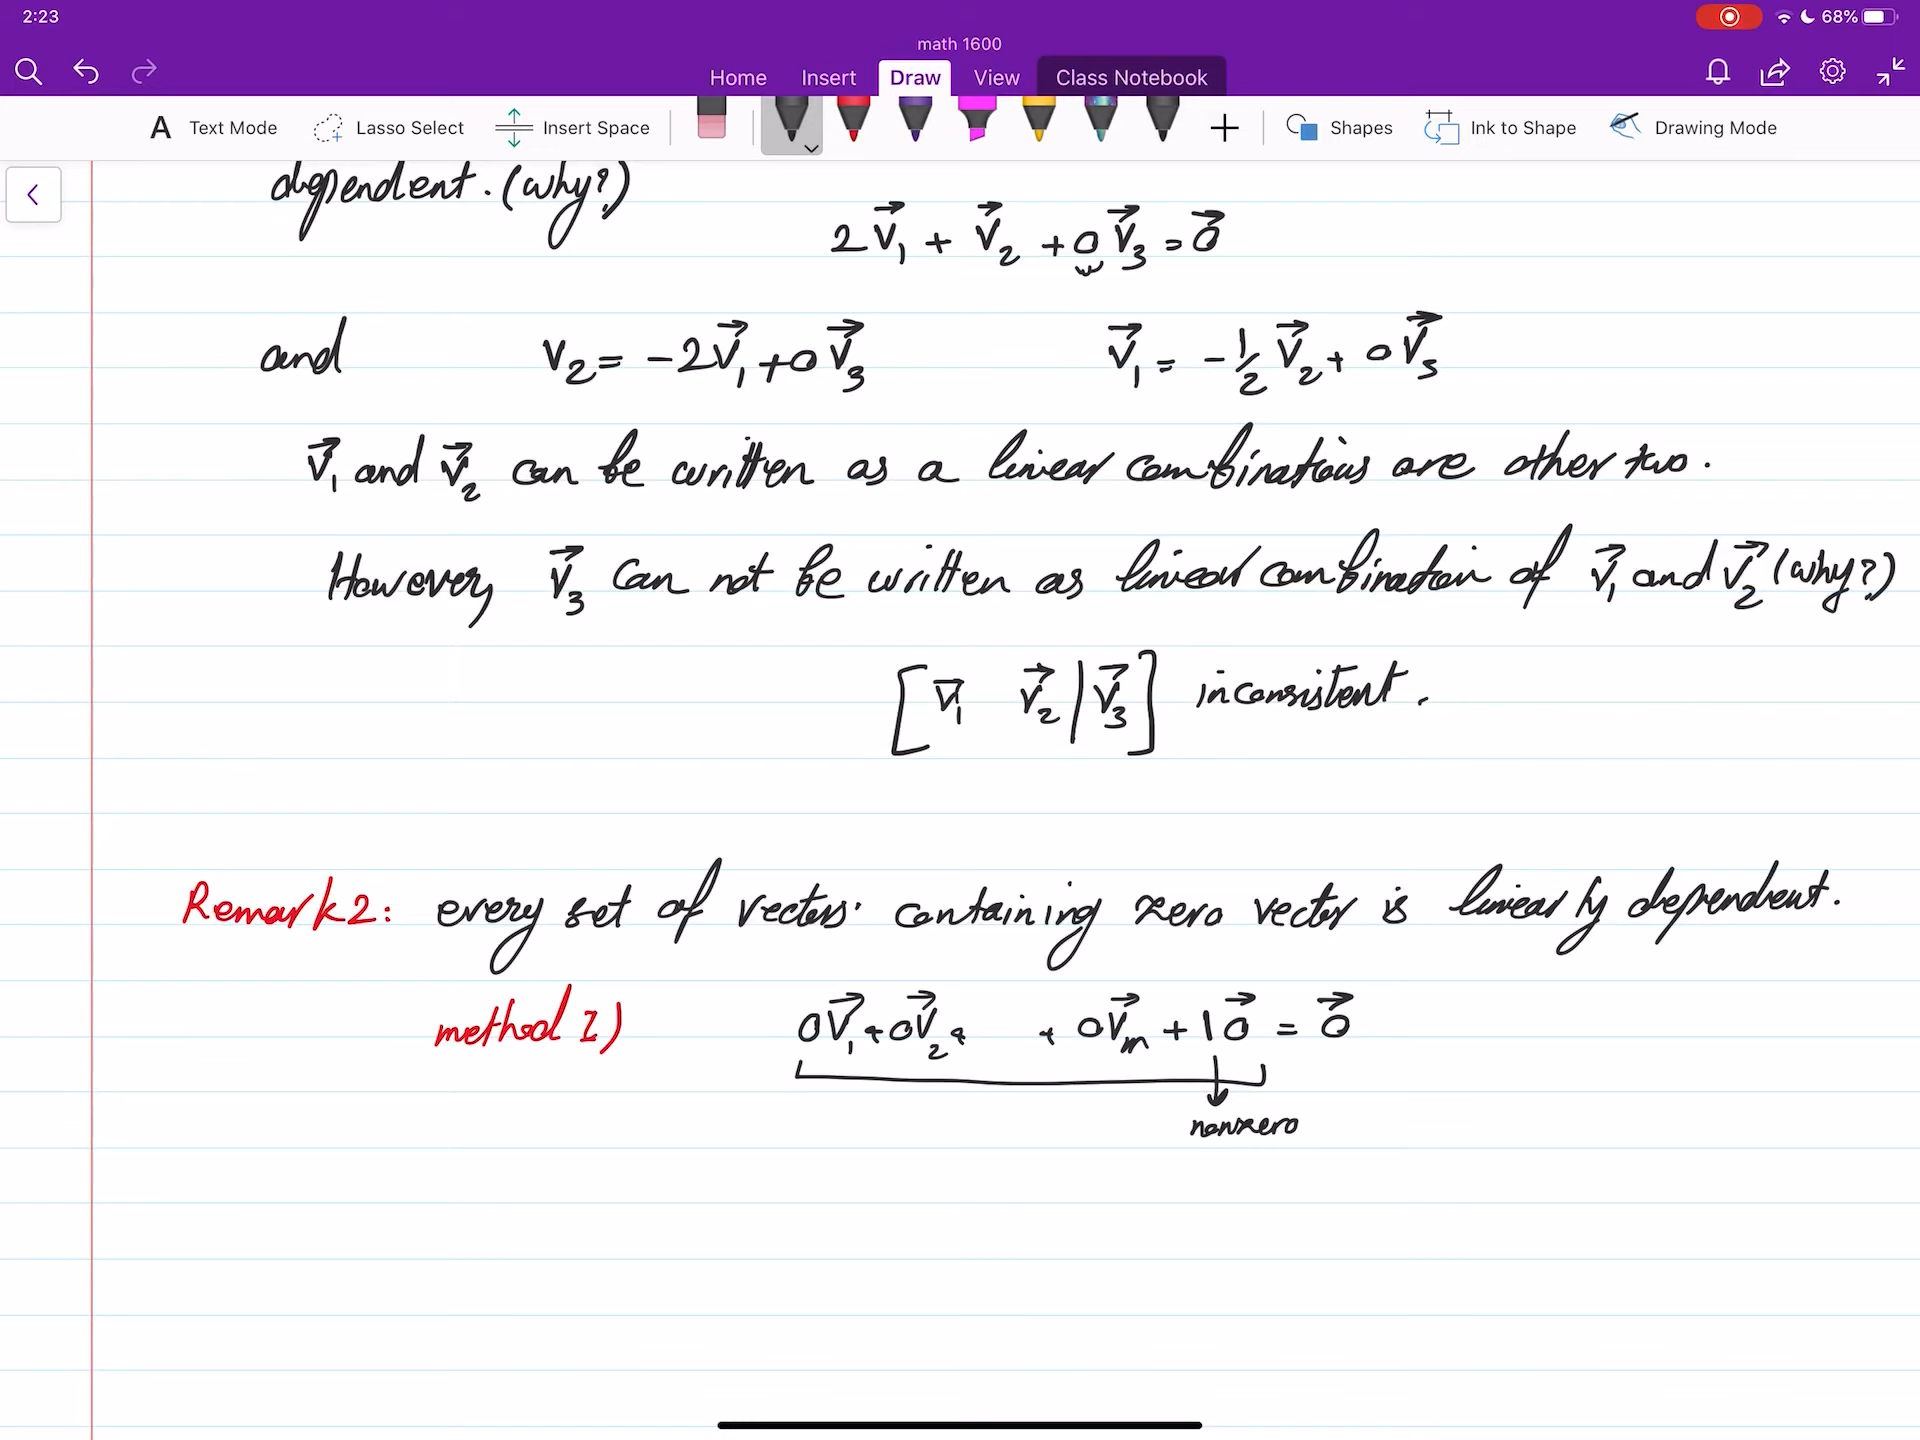 2:23
68%
math 1600
Home Insert Draw View Class Notebook
A Text Mode Lasso Select Insert Space Shapes Ink to Shape Drawing Mode
dependent. (why?)
2v⃗₁ + v⃗₂ + 0v⃗₃ = 0⃗
and v₂ = -2v⃗₁ + 0v⃗₃ v⃗₁ = -½v⃗₂ + 0v⃗₃
v⃗₁ and v⃗₂ can be written as a linear combinations are other two.
However v⃗₃ can not be written as linear combination of v⃗₁ and v⃗₂ (why?)
[v⃗₁ v⃗₂ | v⃗₃] inconsistent.
Remark 2: every set of vectors containing zero vector is linearly dependent.
method 1) 0v⃗₁ + 0v⃗₂ + + 0v⃗ₘ + 10⃗ = 0⃗
nonzero